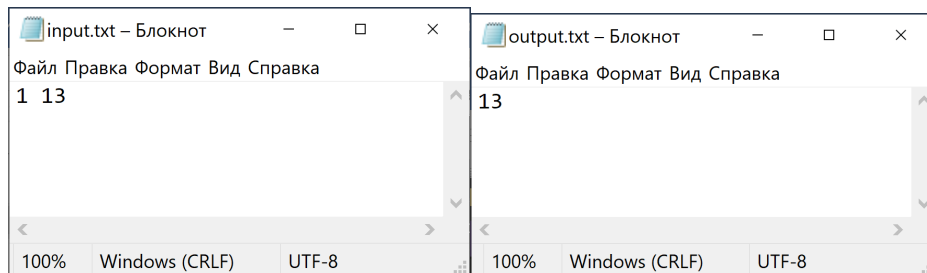 input.txt – Блокнот
Файл Правка Формат Вид Справка
1 13
100% Windows (CRLF) UTF-8
output.txt – Блокнот
Файл Правка Формат Вид Справка
13
100% Windows (CRLF) UTF-8